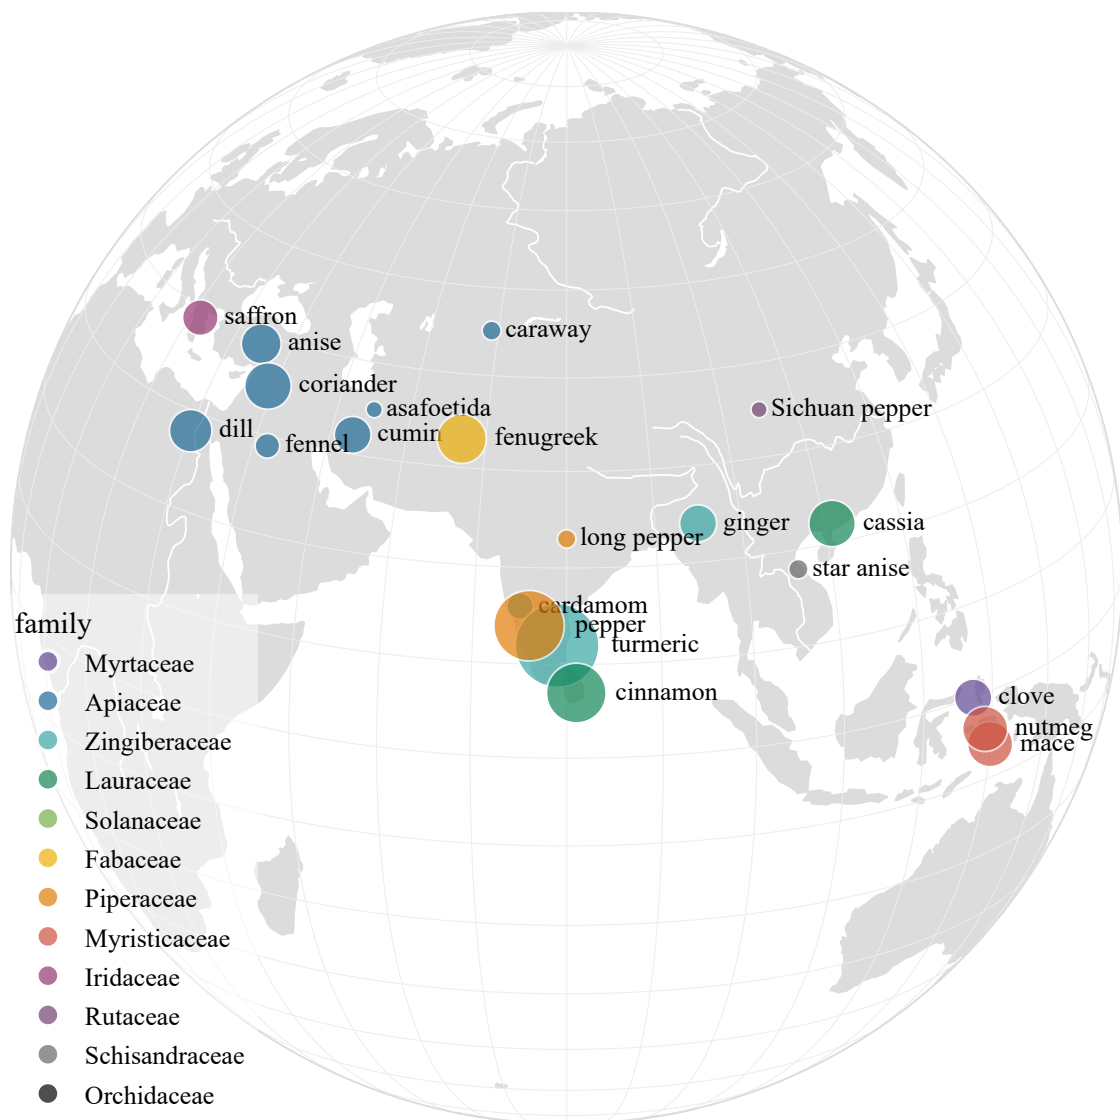 saffron
caraway
anise
coriander
asafoetida
Sichuan pepper
dill
cumin
fenugreek
fennel
ginger
cassia
long pepper
star anise
cardamom
pepper
turmeric
cinnamon
clove
nutmeg
mace
family
Myrtaceae
Apiaceae
Zingiberaceae
Lauraceae
Solanaceae
Fabaceae
Piperaceae
Myristicaceae
Iridaceae
Rutaceae
Schisandraceae
Orchidaceae